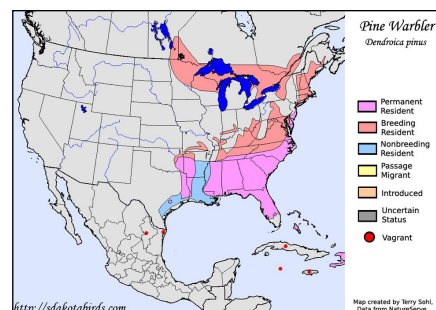 Pine Warbler
Dendroica pinus
Permanent
Resident
Breeding
Resident
Nonbreeding
Resident
Passage
Migrant
Introduced
Uncertain
Status
Vagrant
http://sdakotabirds.com
Map created by Terry Sohl,
Data from NatureServe